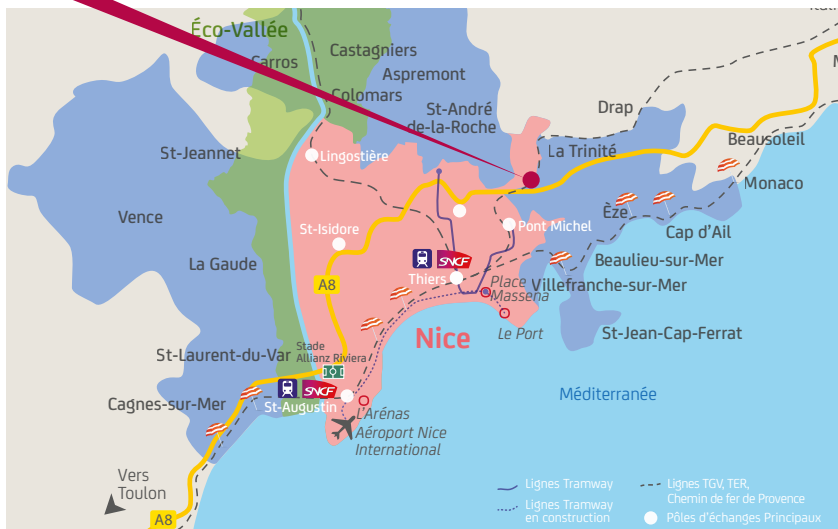 Éco-Vallée
Castagniers
Carros
Aspremont
Colomars
St-André
de-la-Roche
Drap
Beausoleil
La Trinité
St-Jeannet
Lingostière
Monaco
Vence
Èze
St-Isidore
Pont Michel
Cap d'Ail
La Gaude
SNCF
Beaulieu-sur-Mer
Thiers
Place
Massena
Villefranche-sur-Mer
A8
Le Port
St-Jean-Cap-Ferrat
Nice
Stade
Allianz Riviera
St-Laurent-du-Var
SNCF
Méditerranée
Cagnes-sur-Mer
St-Augustin
L'Arénas
Aéroport Nice
International
Vers
Toulon
A8
Lignes Tramway
Lignes Tramway
en construction
Lignes TGV, TER,
Chemin de fer de Provence
Pôles d'échanges Principaux